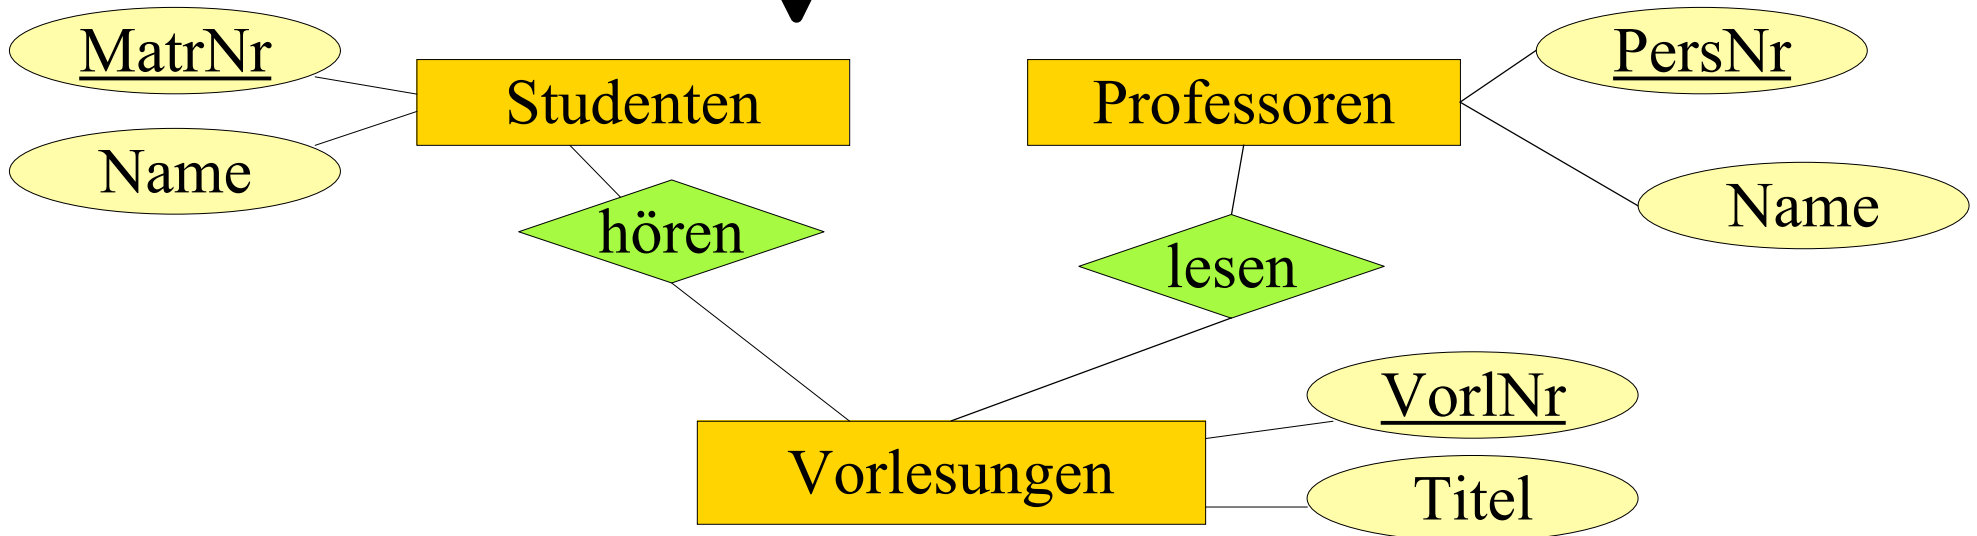 MatrNr
PersNr
Studenten
Professoren
Name
Name
hören
lesen
VorlNr
Vorlesungen
Titel